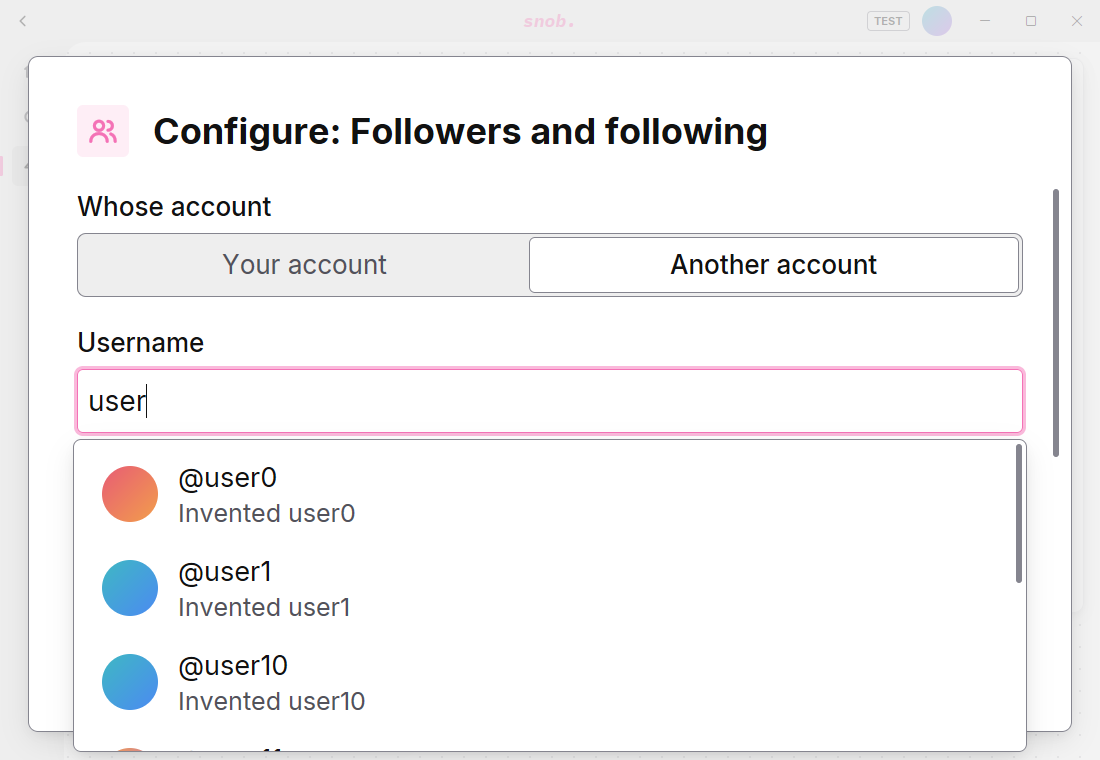 snob.
TEST
Configure: Followers and following
Whose account
Your account
Another account
Username
user
@user0
Invented user0
@user1
Invented user1
@user10
Invented user10